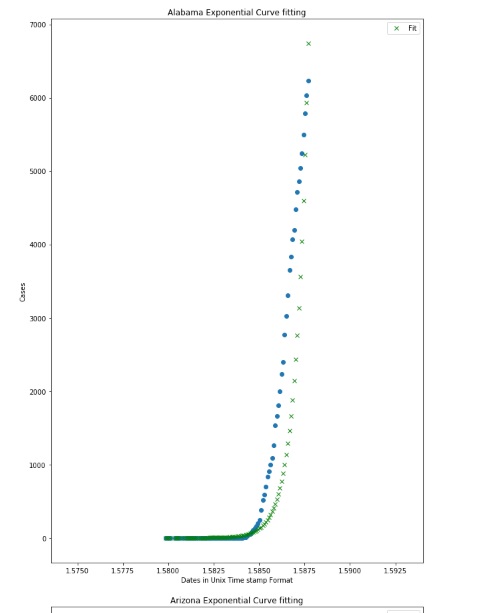 Alabama Exponential Curve fitting
7000
Fit
6000
5000
4000
Cases
3000
2000
1000
0
1.5750 1.5775 1.5800 1.5825 1.5850 1.5875 1.5900 1.5925
Dates in Unix Time stamp Format
Arizona Exponential Curve fitting